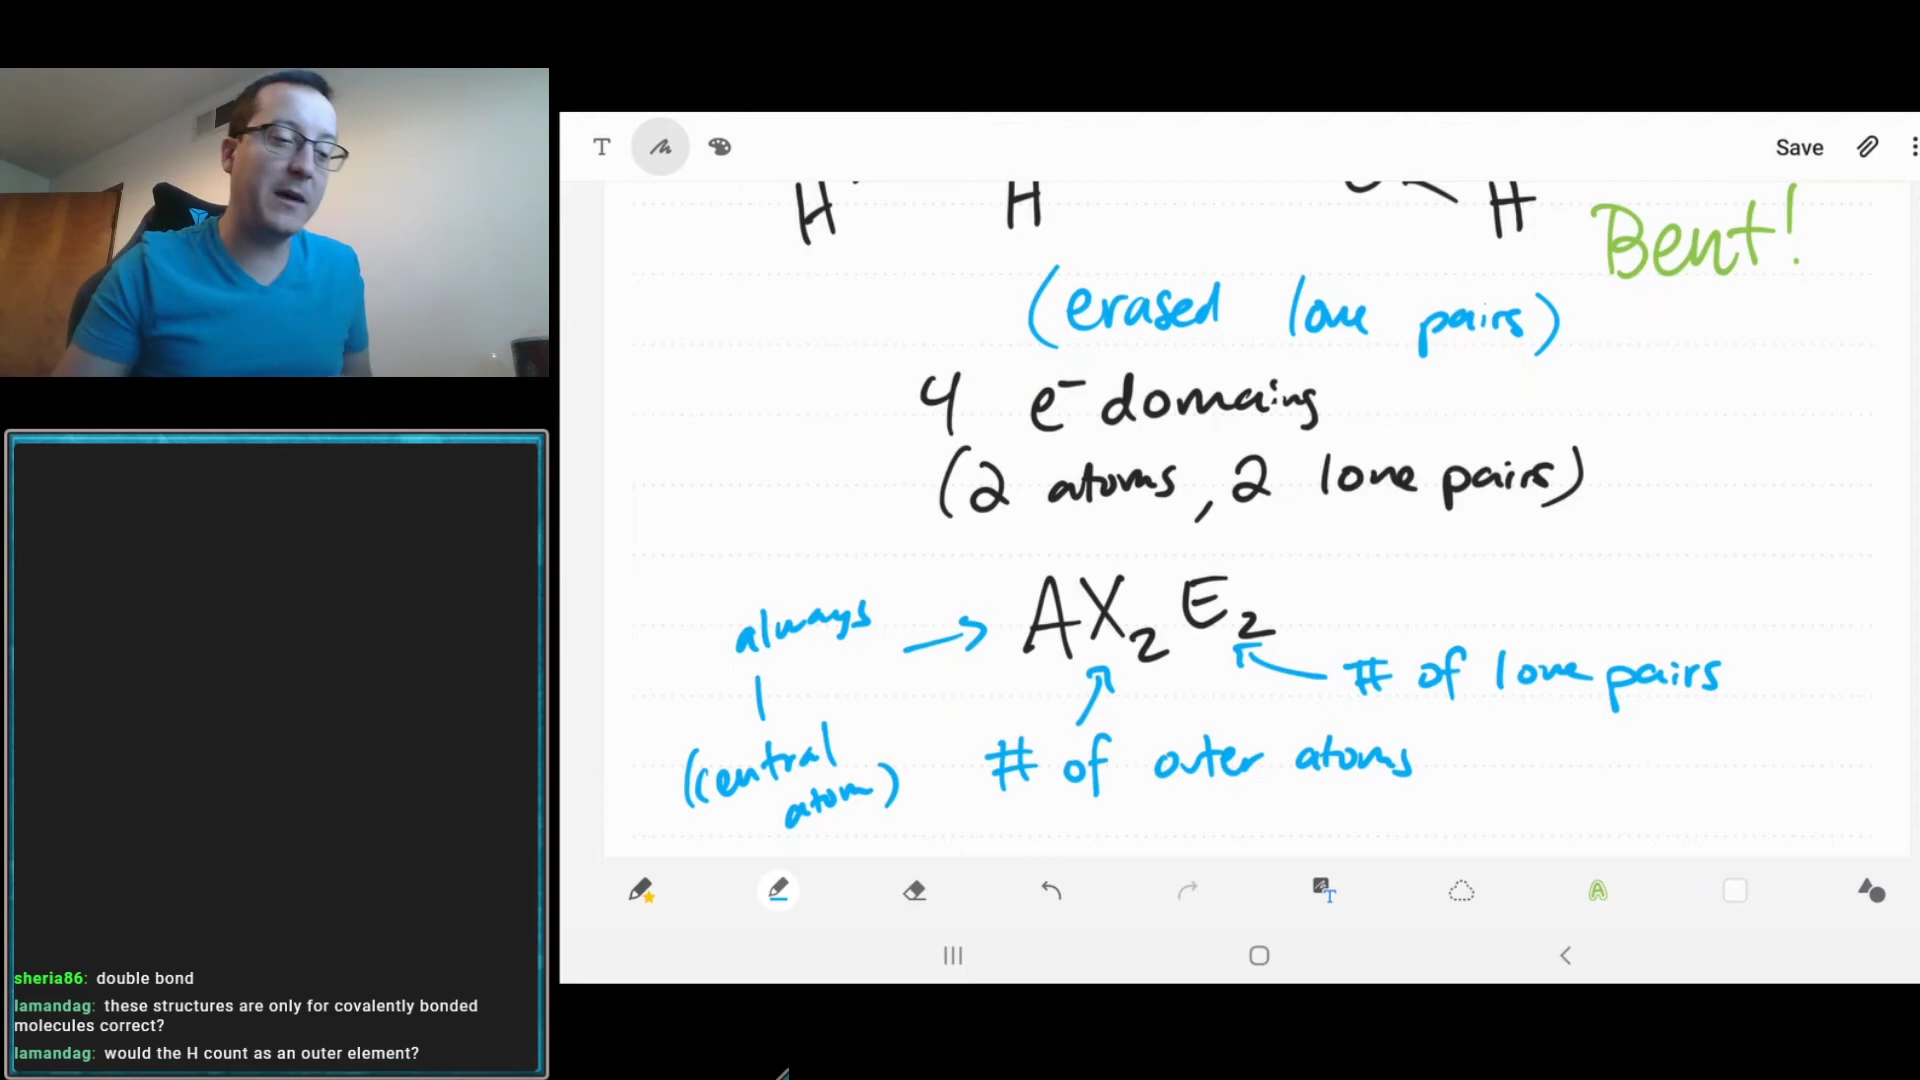 T
Save
H
H
H
Bent!
(erased lone pairs)
4 e⁻ domains
(2 atoms, 2 lone pairs)
always → AX₂E₂
# of lone pairs
(central atom)
# of outer atoms
sheria86: double bond
lamandag: these structures are only for covalently bonded
molecules correct?
lamandag: would the H count as an outer element?